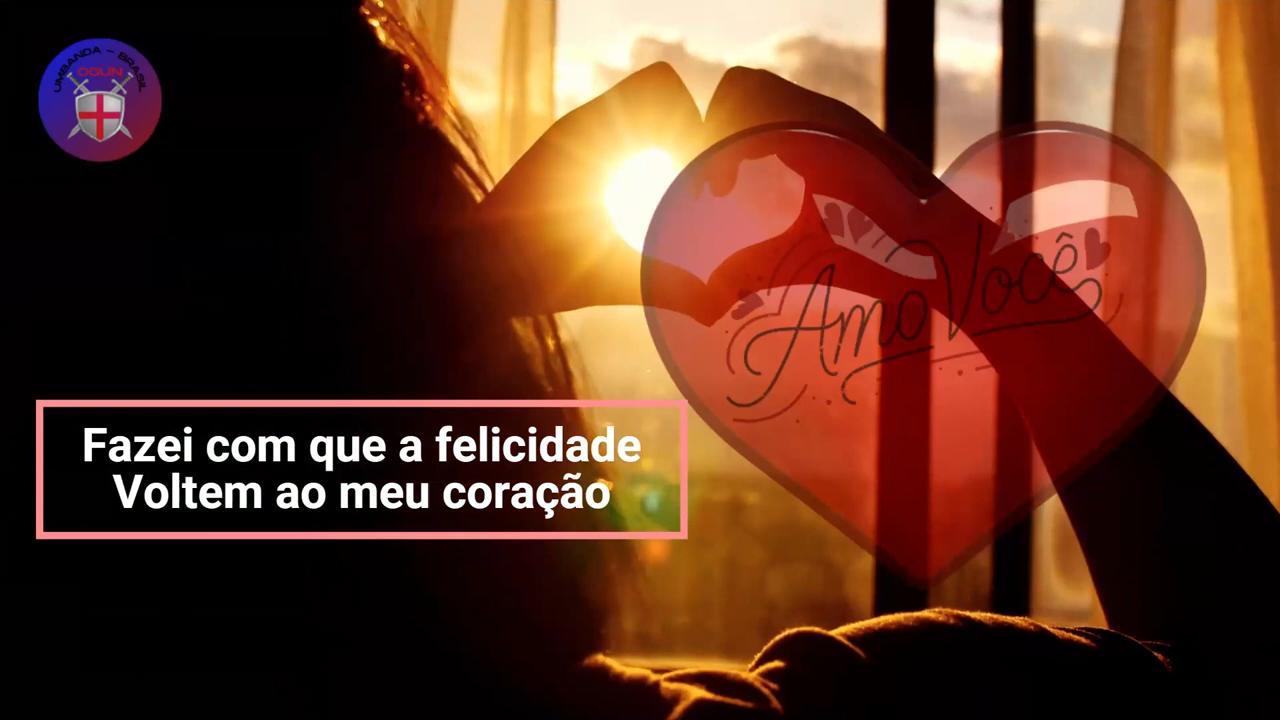 UMBANDA - BRASIL
OGUN
Amo Você
Fazei com que a felicidade
Voltem ao meu coração